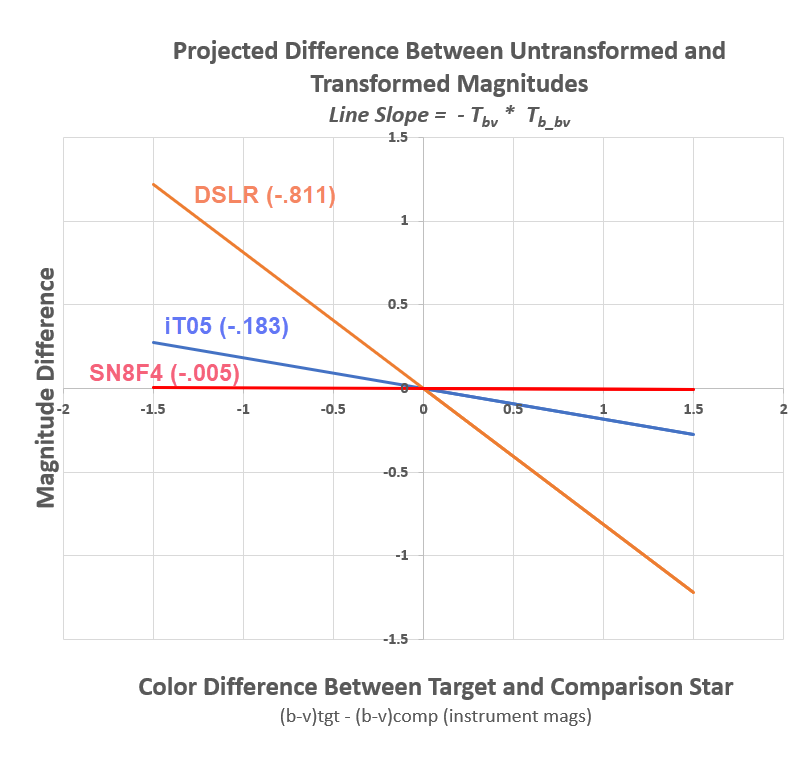 Projected Difference Between Untransformed and
Transformed Magnitudes
Line Slope = - Tbv * Tb_bv
1.5
DSLR (-.811)
1
0.5
iT05 (-.183)
SN8F4 (-.005)
0
-2 -1.5 -1 -0.5 0 0.5 1 1.5 2
-0.5
-1
-1.5
Magnitude Difference
Color Difference Between Target and Comparison Star
(b-v)tgt - (b-v)comp (instrument mags)